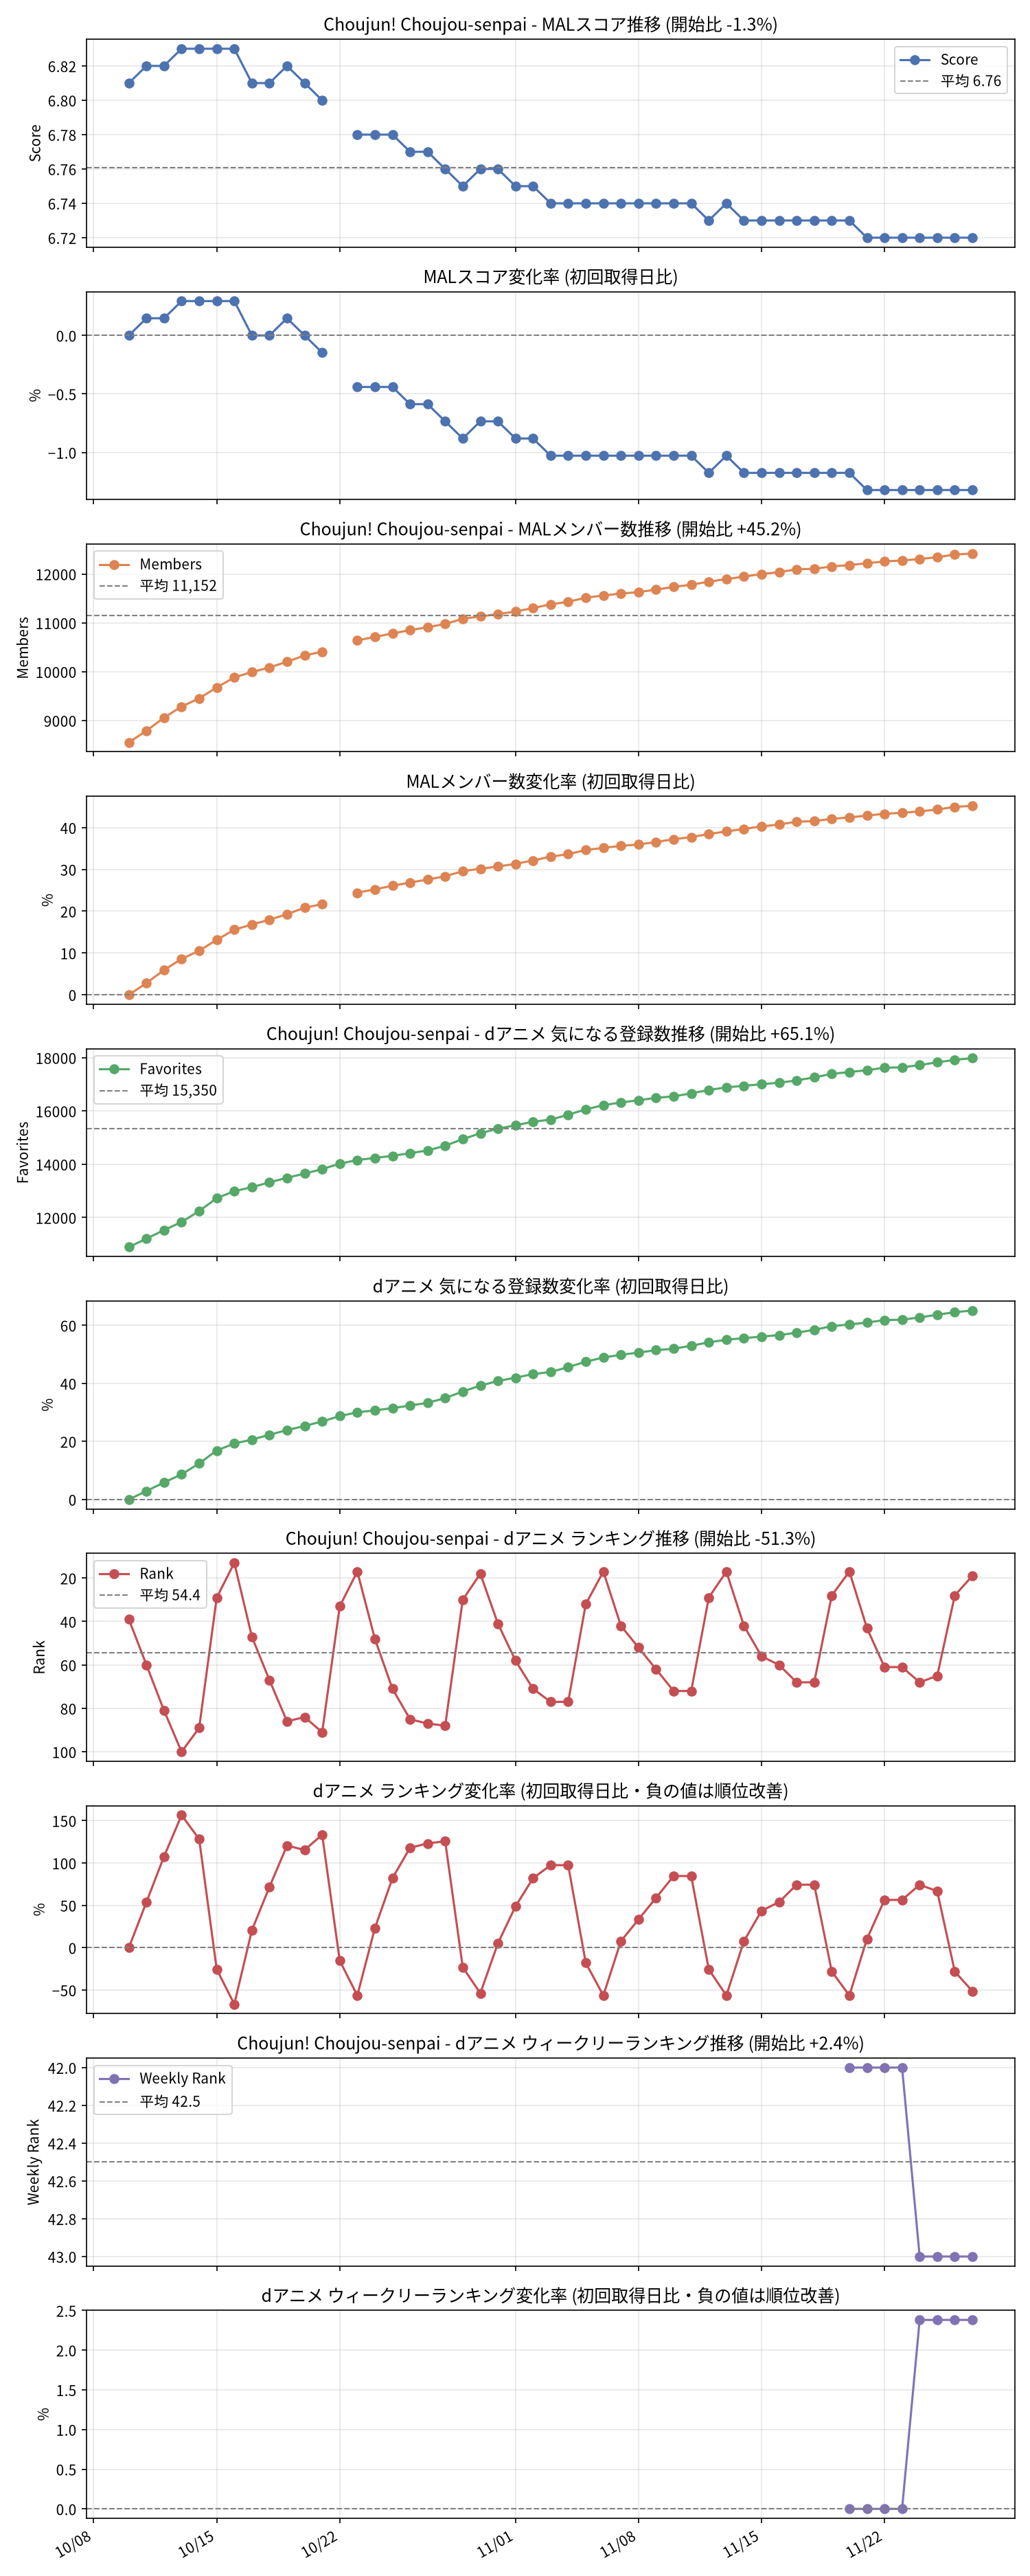 Choujun! Choujou-senpai - MALスコア推移 (開始比 -1.3%)
Score
6.82
6.80
6.78
6.76
6.74
6.72
Score
平均 6.76
MALスコア変化率 (初回取得日比)
%
0.0
−0.5
−1.0
Choujun! Choujou-senpai - MALメンバー数推移 (開始比 +45.2%)
Members
12000
11000
10000
9000
Members
平均 11,152
MALメンバー数変化率 (初回取得日比)
%
40
30
20
10
0
Choujun! Choujou-senpai - dアニメ 気になる登録数推移 (開始比 +65.1%)
Favorites
18000
16000
14000
12000
Favorites
平均 15,350
dアニメ 気になる登録数変化率 (初回取得日比)
%
60
40
20
0
Choujun! Choujou-senpai - dアニメ ランキング推移 (開始比 -51.3%)
Rank
20
40
60
80
100
Rank
平均 54.4
dアニメ ランキング変化率 (初回取得日比・負の値は順位改善)
%
150
100
50
0
−50
Choujun! Choujou-senpai - dアニメ ウィークリーランキング推移 (開始比 +2.4%)
Weekly Rank
42.0
42.2
42.4
42.6
42.8
43.0
Weekly Rank
平均 42.5
dアニメ ウィークリーランキング変化率 (初回取得日比・負の値は順位改善)
%
2.5
2.0
1.5
1.0
0.5
0.0
10/08
10/15
10/22
11/01
11/08
11/15
11/22